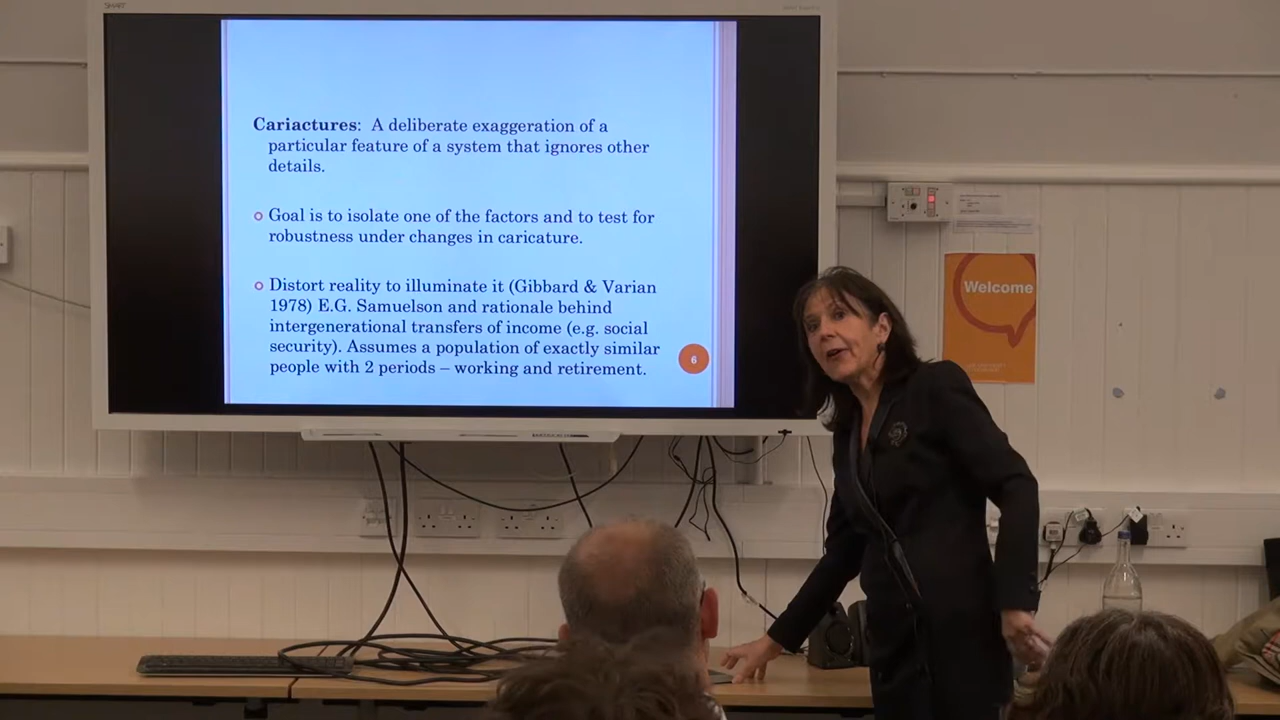 SMART
Cariactures: A deliberate exaggeration of a
particular feature of a system that ignores other
details.
Goal is to isolate one of the factors and to test for
robustness under changes in caricature.
Distort reality to illuminate it (Gibbard & Varian
1978) E.G. Samuelson and rationale behind
intergenerational transfers of income (e.g. social
security). Assumes a population of exactly similar
people with 2 periods – working and retirement.
6
Welcome